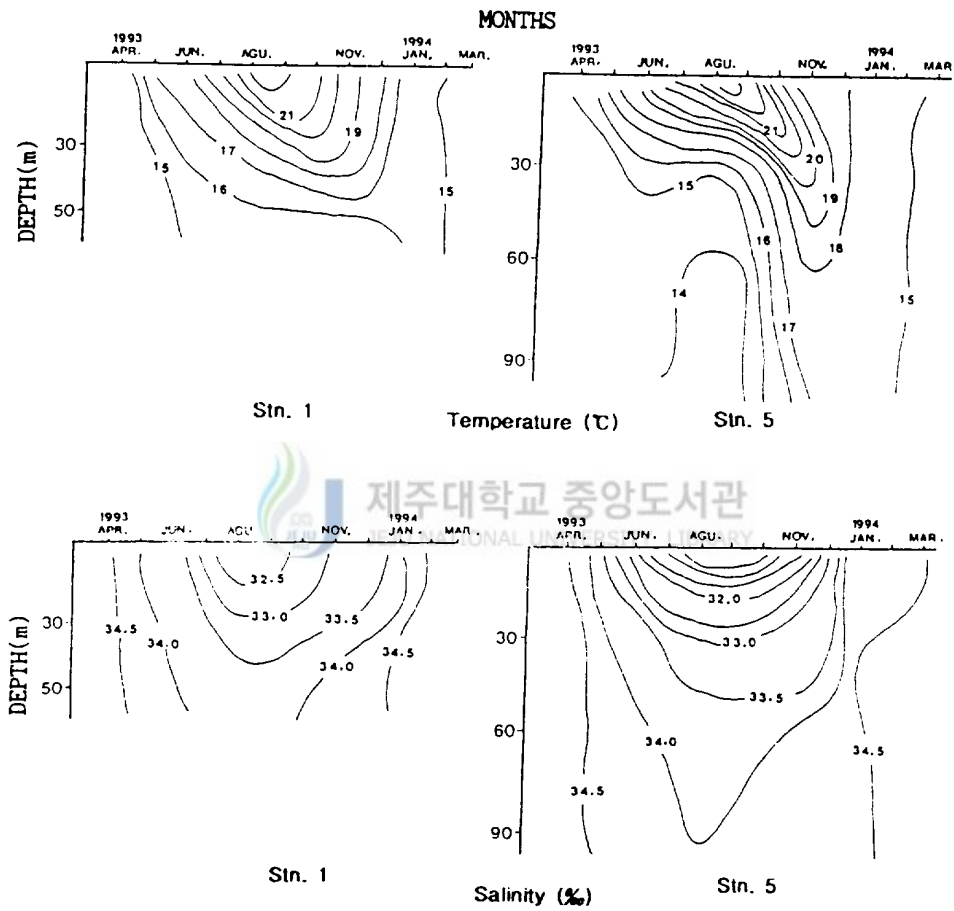 MONTHS
1993 1994
APR. JUN. AGU. NOV. JAN. MAR.
21
19
17
16
15
15
30
50
DEPTH(m)
Stn. 1
1993 1994
APR. JUN. AGU. NOV. JAN. MAR
21
20
19
18
15
16
14
17
15
30
60
90
Stn. 5
Temperature (℃)
제주대학교 중앙도서관
JEJU NATIONAL UNIVERSITY LIBRARY
1993 1994
APR. JUN. AGU NOV. JAN. MAR.
32.5
33.0
33.5
34.5
34.0
34.0
34.5
30
50
DEPTH(m)
Stn. 1
1993 1994
APR. JUN. AGU. NOV. JAN. MAR.
32.0
33.0
33.5
34.0
34.5
34.5
30
60
90
Stn. 5
Salinity (‰)